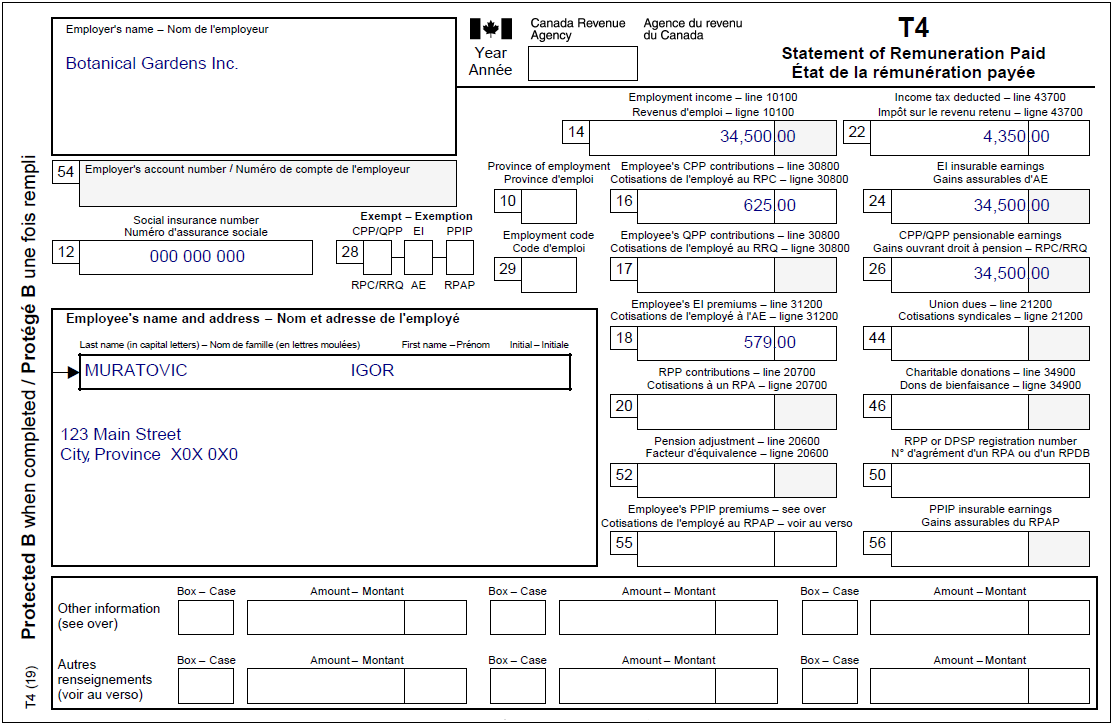 Employer's name – Nom de l'employeur
Botanical Gardens Inc.
Canada Revenue Agency
Agence du revenu du Canada
Year
Année
T4
Statement of Remuneration Paid
État de la rémunération payée
Employment income – line 10100
Revenus d'emploi – ligne 10100
14 34,500 00
Income tax deducted – line 43700
Impôt sur le revenu retenu – ligne 43700
22 4,350 00
54 Employer's account number / Numéro de compte de l'employeur
Province of employment
Province d'emploi
10
Employee's CPP contributions – line 30800
Cotisations de l'employé au RPC – ligne 30800
16 625 00
EI insurable earnings
Gains assurables d'AE
24 34,500 00
Social insurance number
Numéro d'assurance sociale
12 000 000 000
Exempt – Exemption
CPP/QPP EI PPIP
28
RPC/RRQ AE RPAP
Employment code
Code d'emploi
29
Employee's QPP contributions – line 30800
Cotisations de l'employé au RRQ – ligne 30800
17
CPP/QPP pensionable earnings
Gains ouvrant droit à pension – RPC/RRQ
26 34,500 00
Employee's name and address – Nom et adresse de l'employé
Last name (in capital letters) – Nom de famille (en lettres moulées) First name – Prénom Initial – Initiale
MURATOVIC IGOR
123 Main Street
City, Province X0X 0X0
Employee's EI premiums – line 31200
Cotisations de l'employé à l'AE – ligne 31200
18 579 00
Union dues – line 21200
Cotisations syndicales – ligne 21200
44
RPP contributions – line 20700
Cotisations à un RPA – ligne 20700
20
Charitable donations – line 34900
Dons de bienfaisance – ligne 34900
46
Pension adjustment – line 20600
Facteur d'équivalence – ligne 20600
52
RPP or DPSP registration number
N° d'agrément d'un RPA ou d'un RPDB
50
Employee's PPIP premiums – see over
Cotisations de l'employé au RPAP – voir au verso
55
PPIP insurable earnings
Gains assurables du RPAP
56
Box – Case Amount – Montant Box – Case Amount – Montant Box – Case Amount – Montant
Other information
(see over)
Box – Case Amount – Montant Box – Case Amount – Montant Box – Case Amount – Montant
Autres
renseignements
(voir au verso)
Protected B when completed / Protégé B une fois rempli
T4 (19)